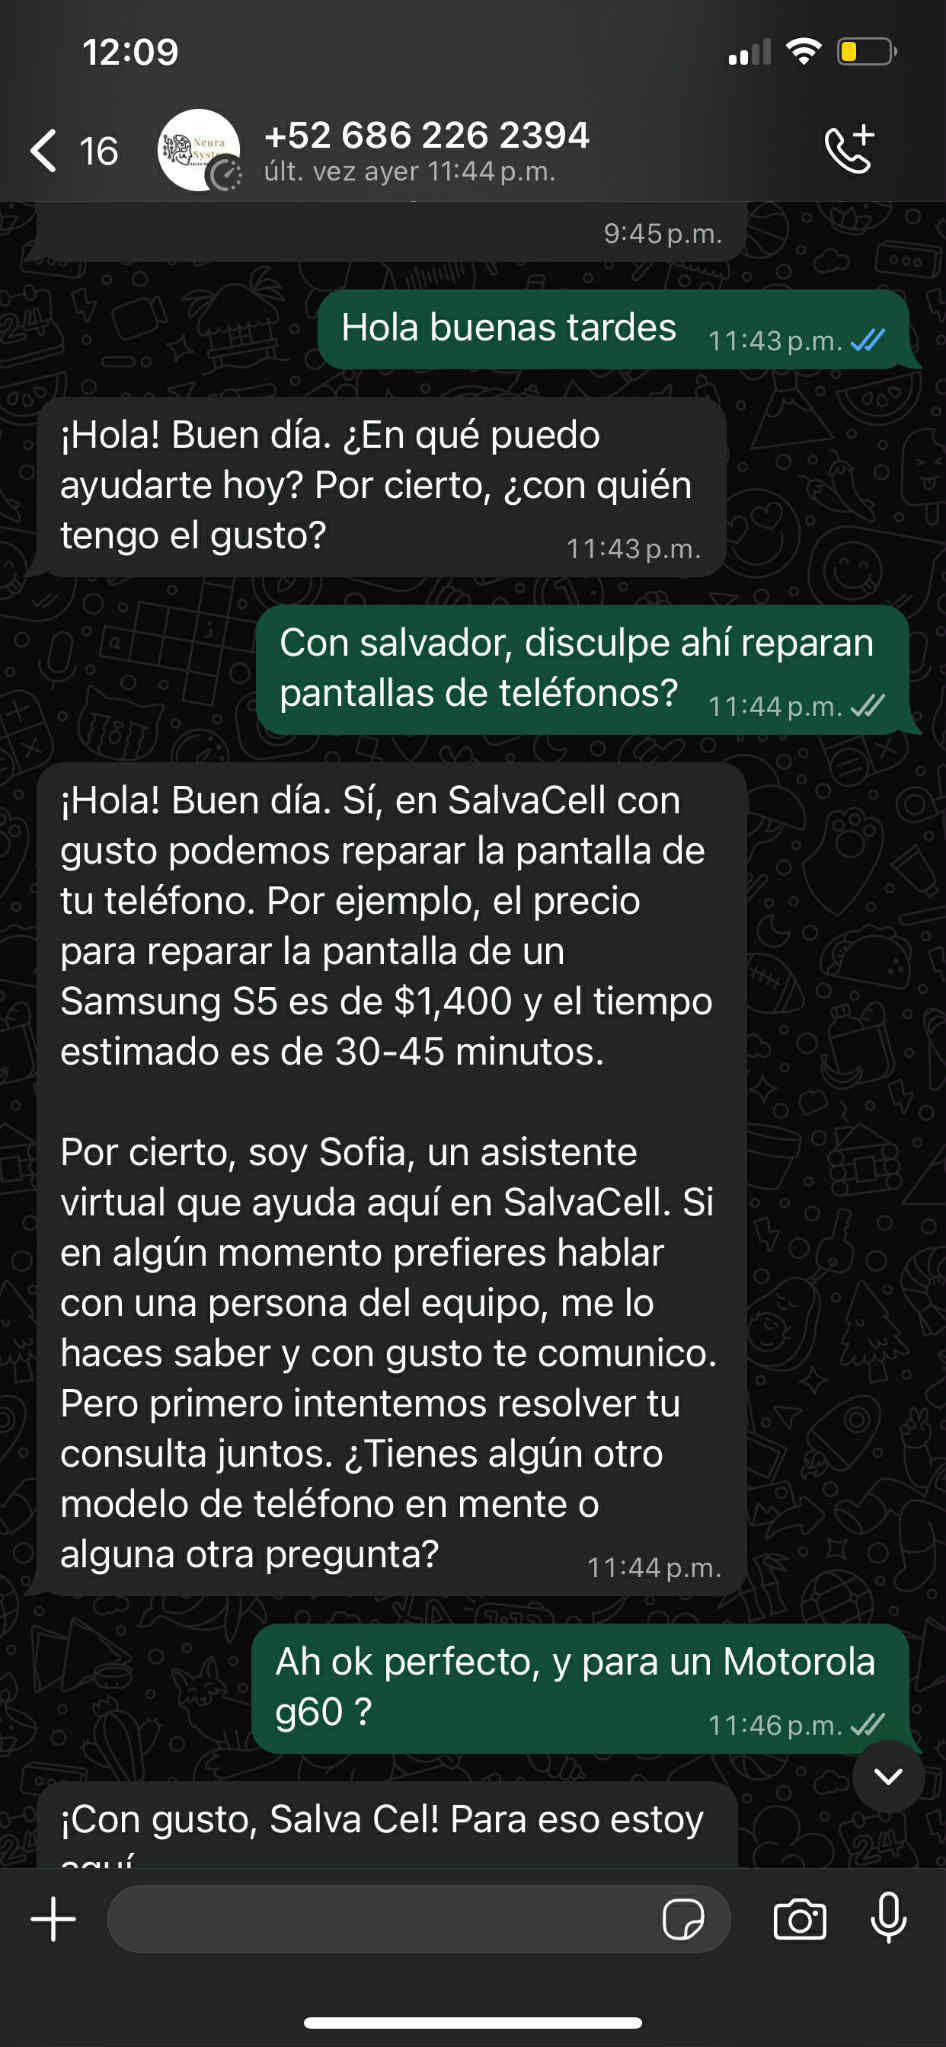 12:09
16
Neura
+52 686 226 2394
últ. vez ayer 11:44 p.m.
9:45 p.m.
Hola buenas tardes
11:43 p.m.
¡Hola! Buen día. ¿En qué puedo
ayudarte hoy? Por cierto, ¿con quién
tengo el gusto?
11:43 p.m.
Con salvador, disculpe ahí reparan
pantallas de teléfonos?
11:44 p.m.
¡Hola! Buen día. Sí, en SalvaCell con
gusto podemos reparar la pantalla de
tu teléfono. Por ejemplo, el precio
para reparar la pantalla de un
Samsung S5 es de $1,400 y el tiempo
estimado es de 30-45 minutos.
Por cierto, soy Sofia, un asistente
virtual que ayuda aquí en SalvaCell. Si
en algún momento prefieres hablar
con una persona del equipo, me lo
haces saber y con gusto te comunico.
Pero primero intentemos resolver tu
consulta juntos. ¿Tienes algún otro
modelo de teléfono en mente o
alguna otra pregunta?
11:44 p.m.
Ah ok perfecto, y para un Motorola
g60 ?
11:46 p.m.
¡Con gusto, Salva Cel! Para eso estoy
aquí